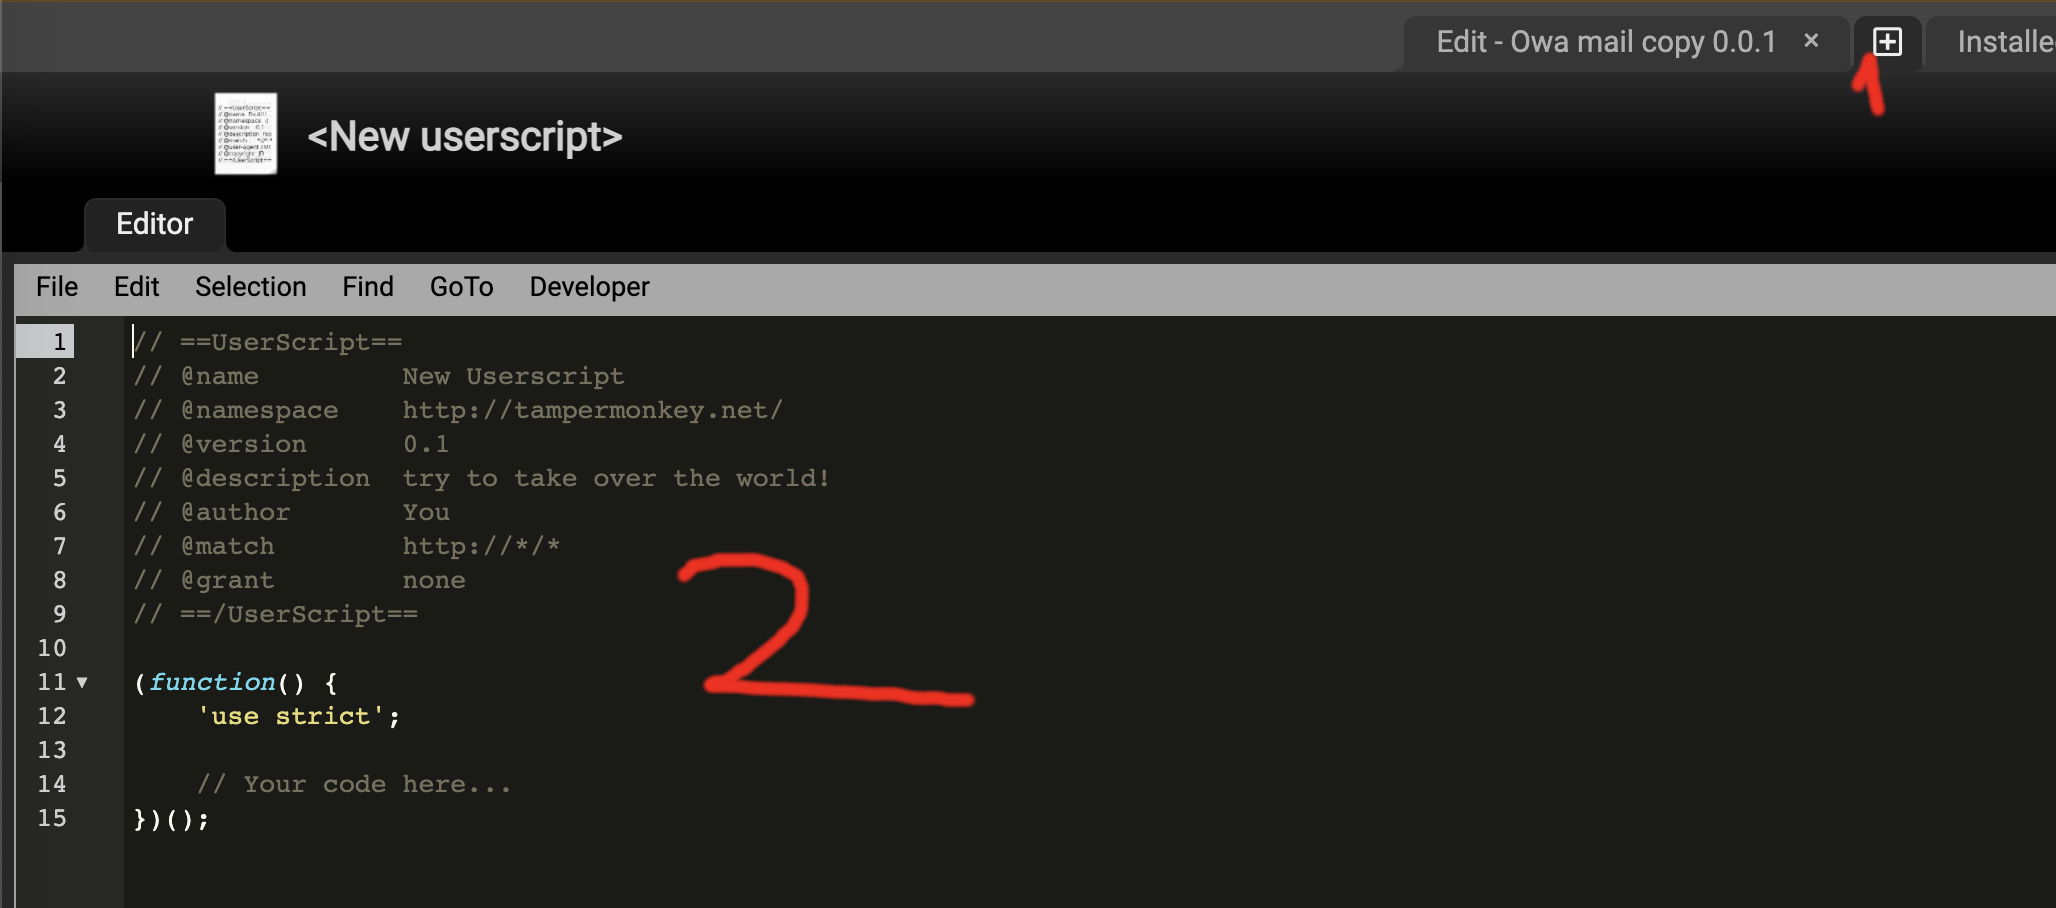 Edit - Owa mail copy 0.0.1 × Installe
1
<New userscript>
Editor
File Edit Selection Find GoTo Developer
1 // ==UserScript==
2 // @name         New Userscript
3 // @namespace    http://tampermonkey.net/
4 // @version      0.1
5 // @description  try to take over the world!
6 // @author       You
7 // @match        http://*/*
8 // @grant        none
9 // ==/UserScript==
10
11 (function() {
12     'use strict';
13
14     // Your code here...
15 })();
2